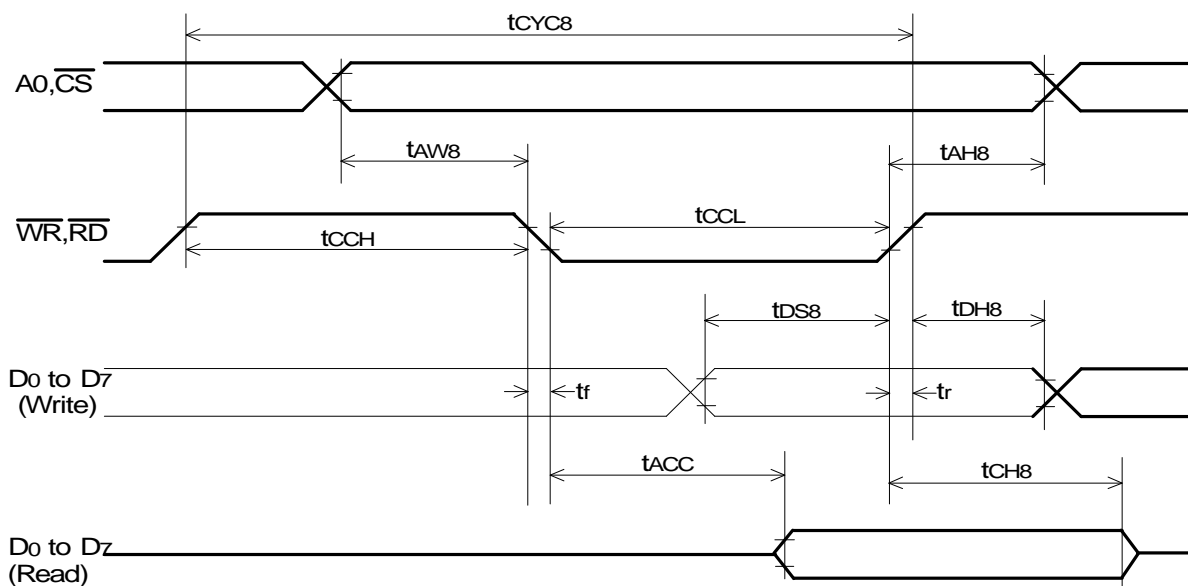 tCYC8
A0,CS
tAW8
tAH8
WR,RD
tCCL
tCCH
tDS8
tDH8
D0 to D7
(Write)
tf
tr
tACC
tCH8
D0 to D7
(Read)